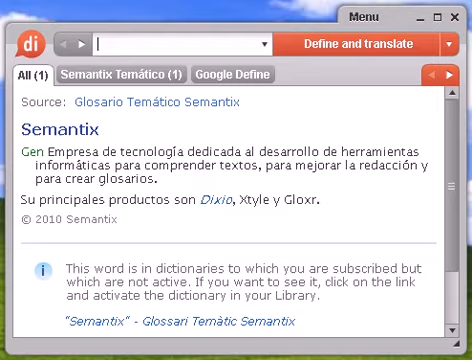 Menu
di
Define and translate
All (1)
Semantix Temático (1)
Google Define
Source: Glosario Temático Semantix
Semantix
Gen Empresa de tecnología dedicada al desarrollo de herramientas
informáticas para comprender textos, para mejorar la redacción y
para crear glosarios.
Su principales productos son Dixio, Xtyle y Gloxr.
© 2010 Semantix
i
This word is in dictionaries to which you are subscribed but
which are not active. If you want to see it, click on the link
and activate the dictionary in your Library.
"Semantix" - Glossari Temàtic Semantix